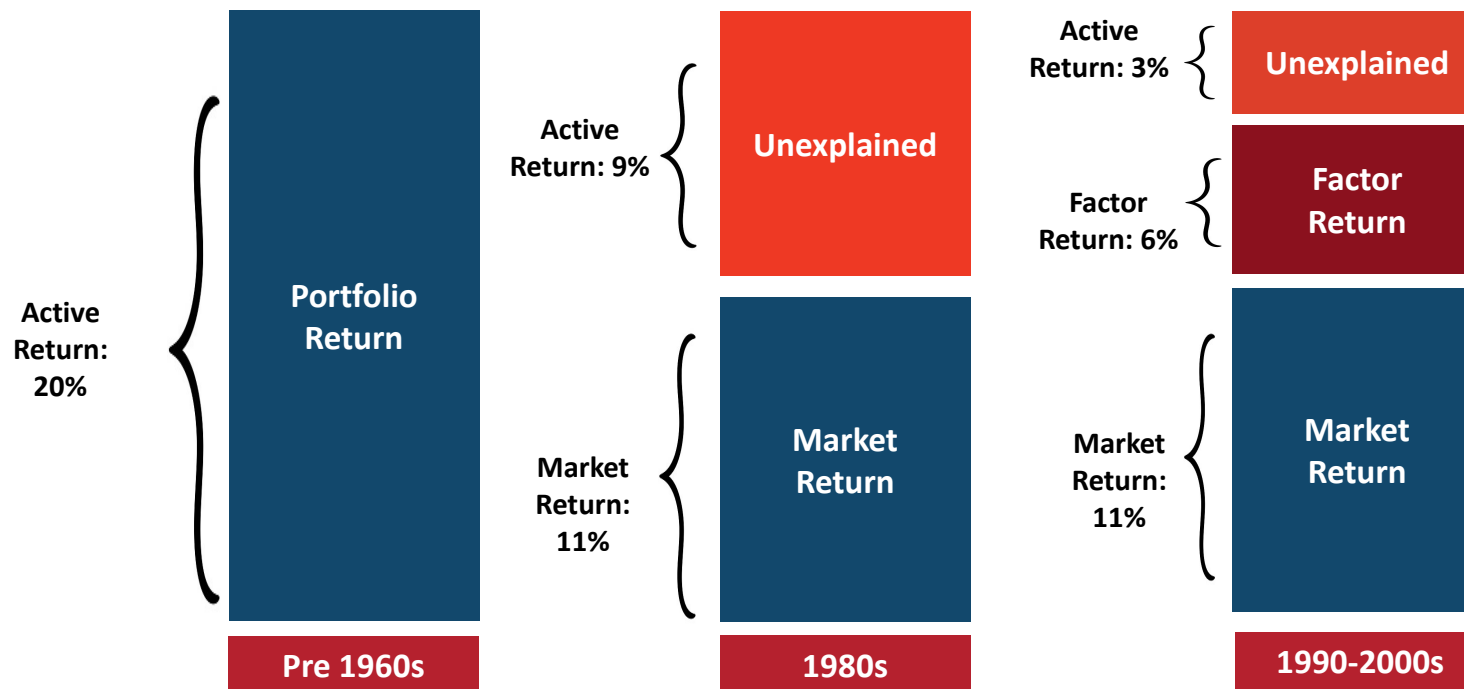 Active
Return:
20%
Portfolio
Return
Pre 1960s
Active
Return: 9%
Unexplained
Market
Return:
11%
Market
Return
1980s
Active
Return: 3%
Unexplained
Factor
Return: 6%
Factor
Return
Market
Return:
11%
Market
Return
1990-2000s